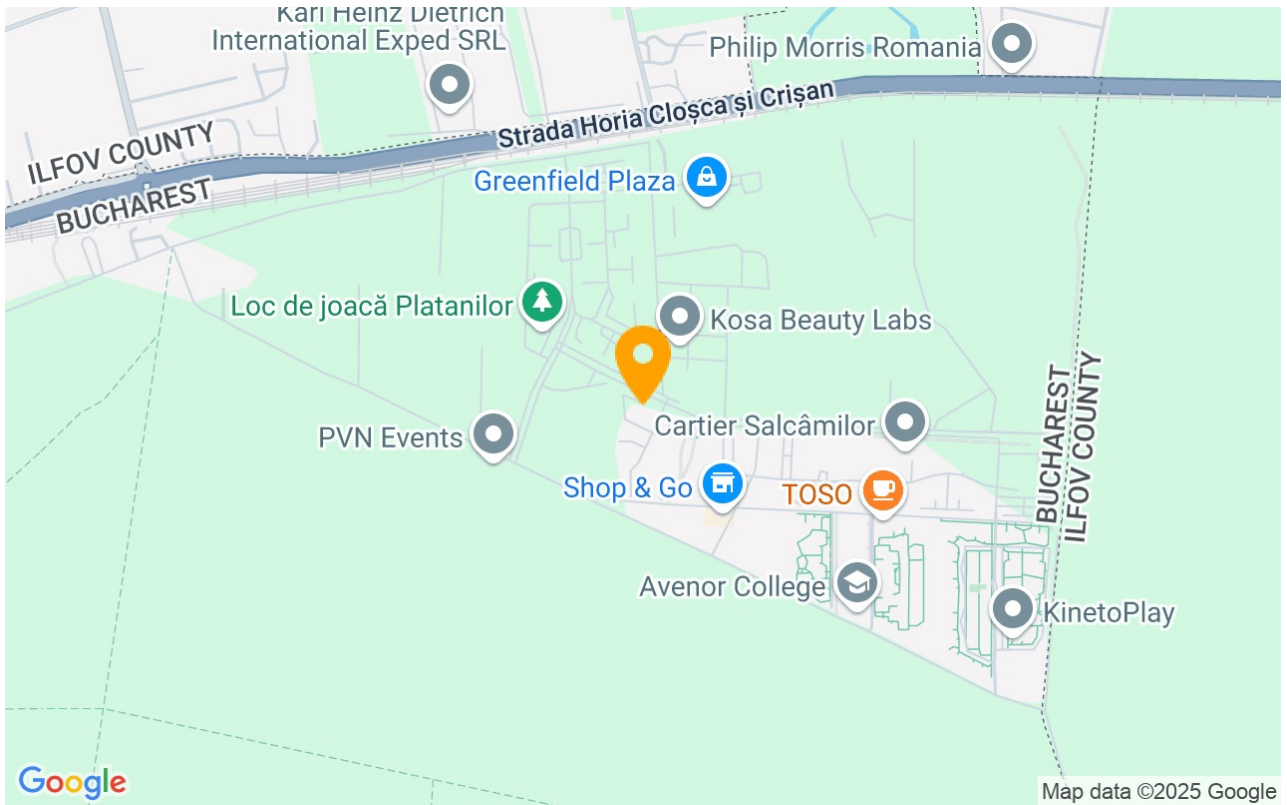 Karl Heinz Dietrich
International Exped SRL
Philip Morris Romania
Strada Horia Cloșca și Crișan
ILFOV COUNTY
BUCHAREST
Greenfield Plaza
Loc de joacă Platanilor
Kosa Beauty Labs
BUCHAREST
ILFOV COUNTY
Cartier Salcâmilor
PVN Events
Shop & Go
TOSO
Avenor College
KinetoPlay
Google
Map data ©2025 Google